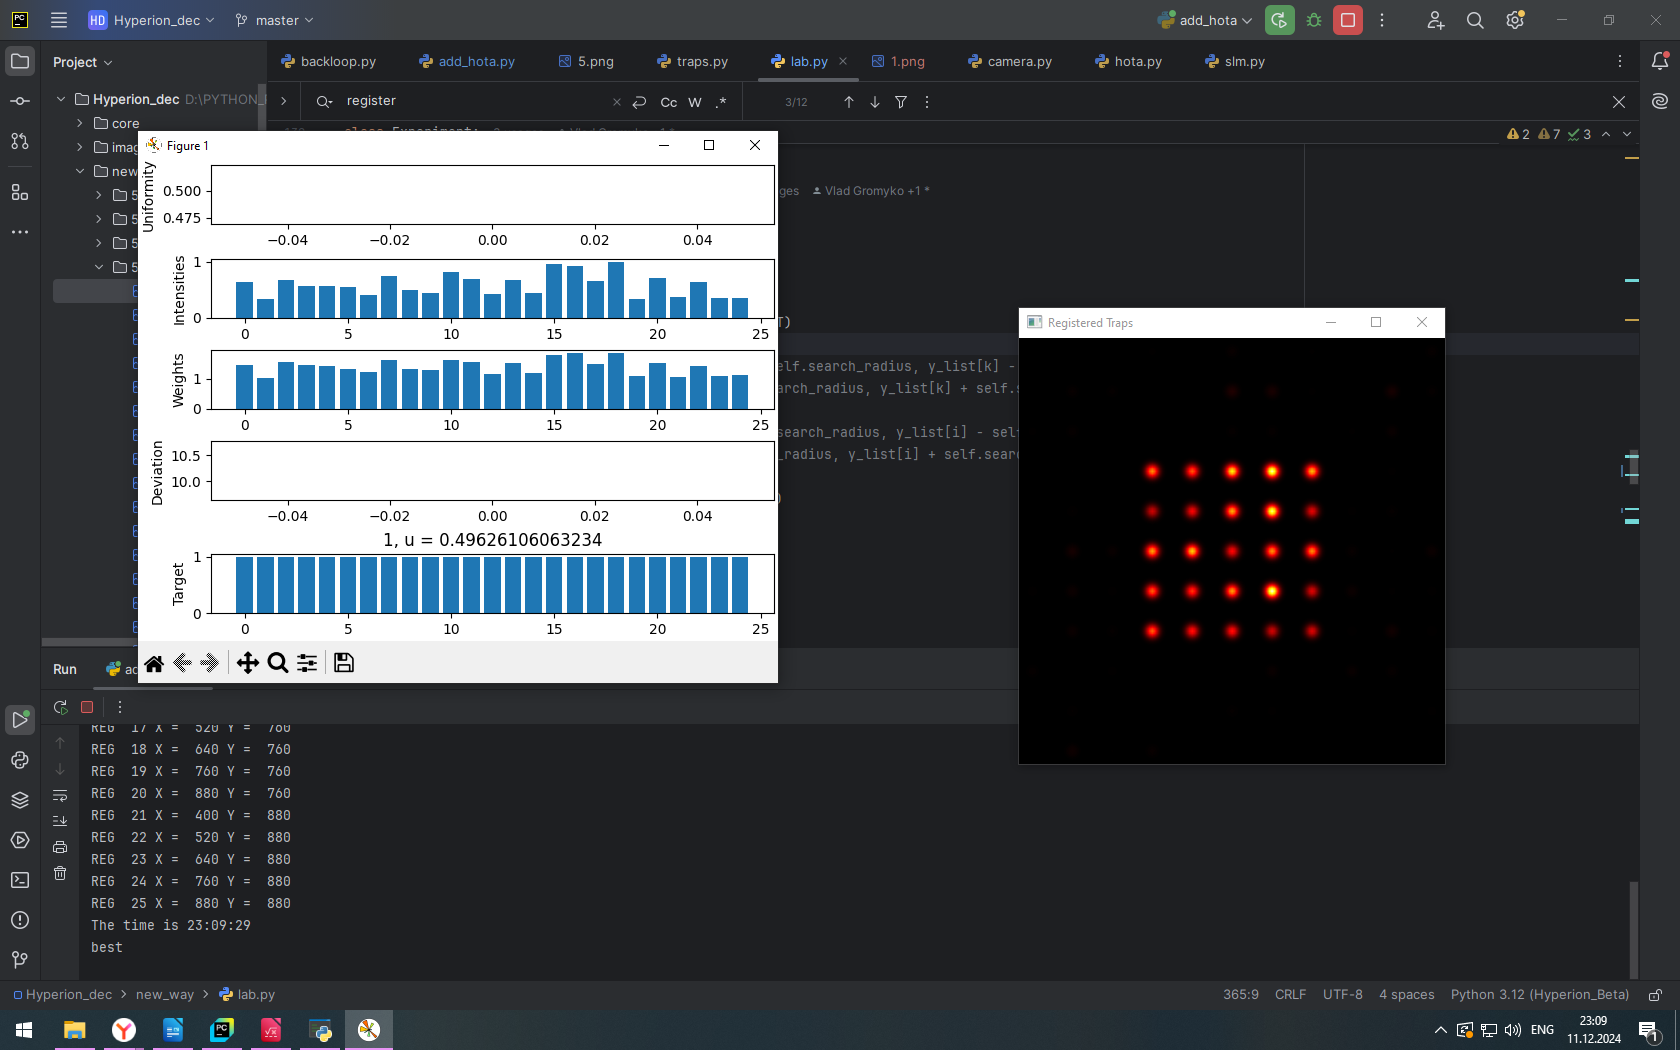 PC
HD Hyperion_dec master
add_hota
Project
backloop.py
add_hota.py
5.png
traps.py
lab.py
1.png
camera.py
hota.py
slm.py
Hyperion_dec D:\PYTHON_
core
imag
new
5
5
5
5
register
Cc W .*
3/12
2 7 3
ges Vlad Gromyko +1 *
Figure 1
Uniformity
0.500
0.475
−0.04 −0.02 0.00 0.02 0.04
Intensities
1
0
0 5 10 15 20 25
Weights
1
0
0 5 10 15 20 25
Deviation
10.5
10.0
−0.04 −0.02 0.00 0.02 0.04
1, u = 0.49626106063234
Target
1
0
0 5 10 15 20 25
T)
elf.search_radius, y_list[k] -
arch_radius, y_list[k] + self.s
search_radius, y_list[i] - sel
_radius, y_list[i] + self.sear
)
Registered Traps
Run ad
REG 17 X = 520 Y = 760
REG 18 X = 640 Y = 760
REG 19 X = 760 Y = 760
REG 20 X = 880 Y = 760
REG 21 X = 400 Y = 880
REG 22 X = 520 Y = 880
REG 23 X = 640 Y = 880
REG 24 X = 760 Y = 880
REG 25 X = 880 Y = 880
The time is 23:09:29
best
Hyperion_dec > new_way > lab.py
365:9 CRLF UTF-8 4 spaces Python 3.12 (Hyperion_Beta)
ENG
23:09
11.12.2024
1